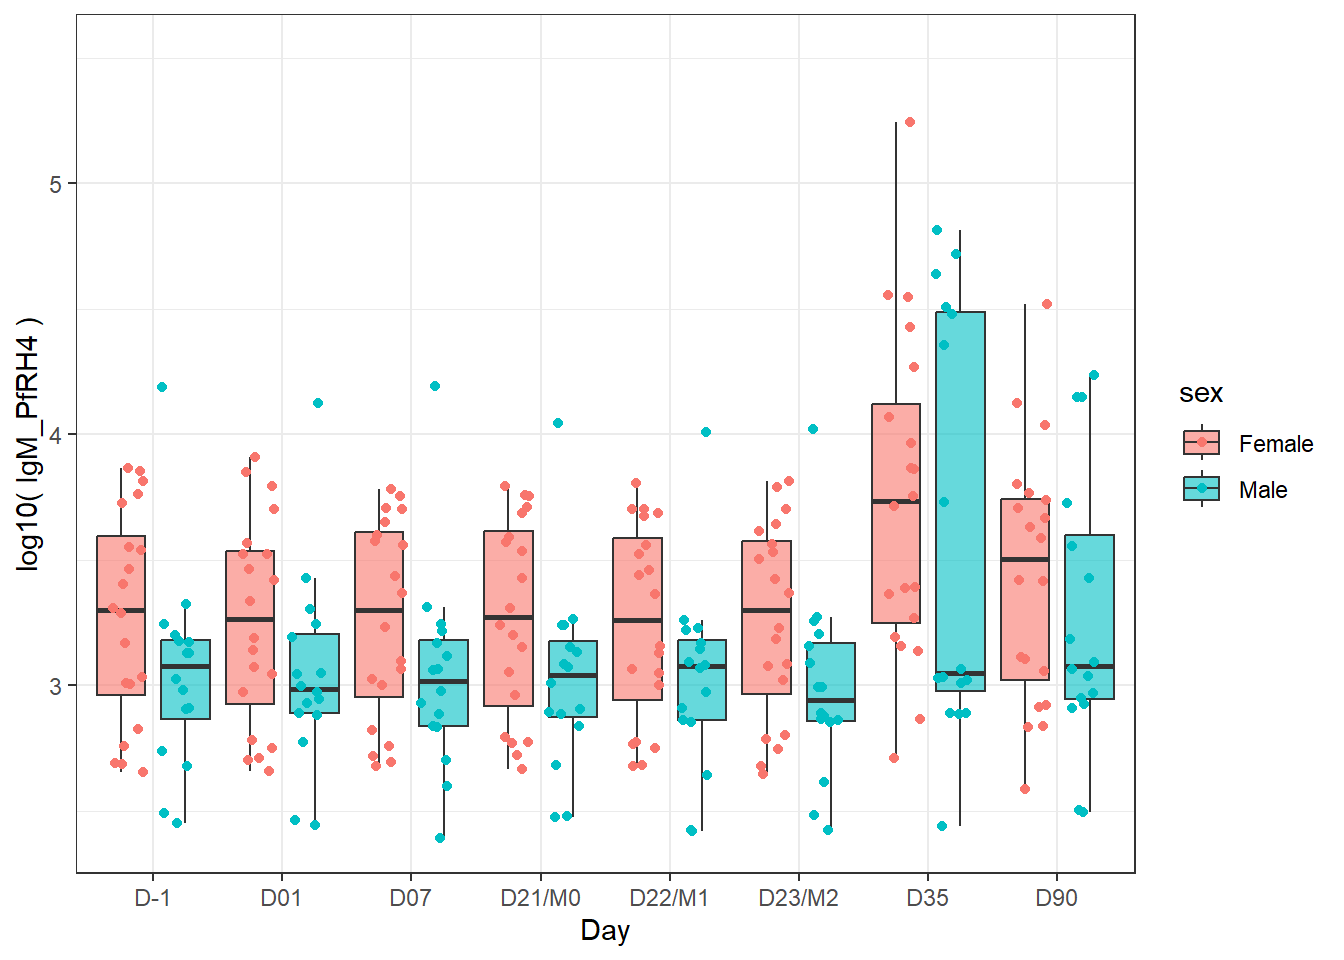 log10( IgM_PfRH4 )
5
4
3
D-1 D01 D07 D21/M0 D22/M1 D23/M2 D35 D90
Day
sex
Female
Male